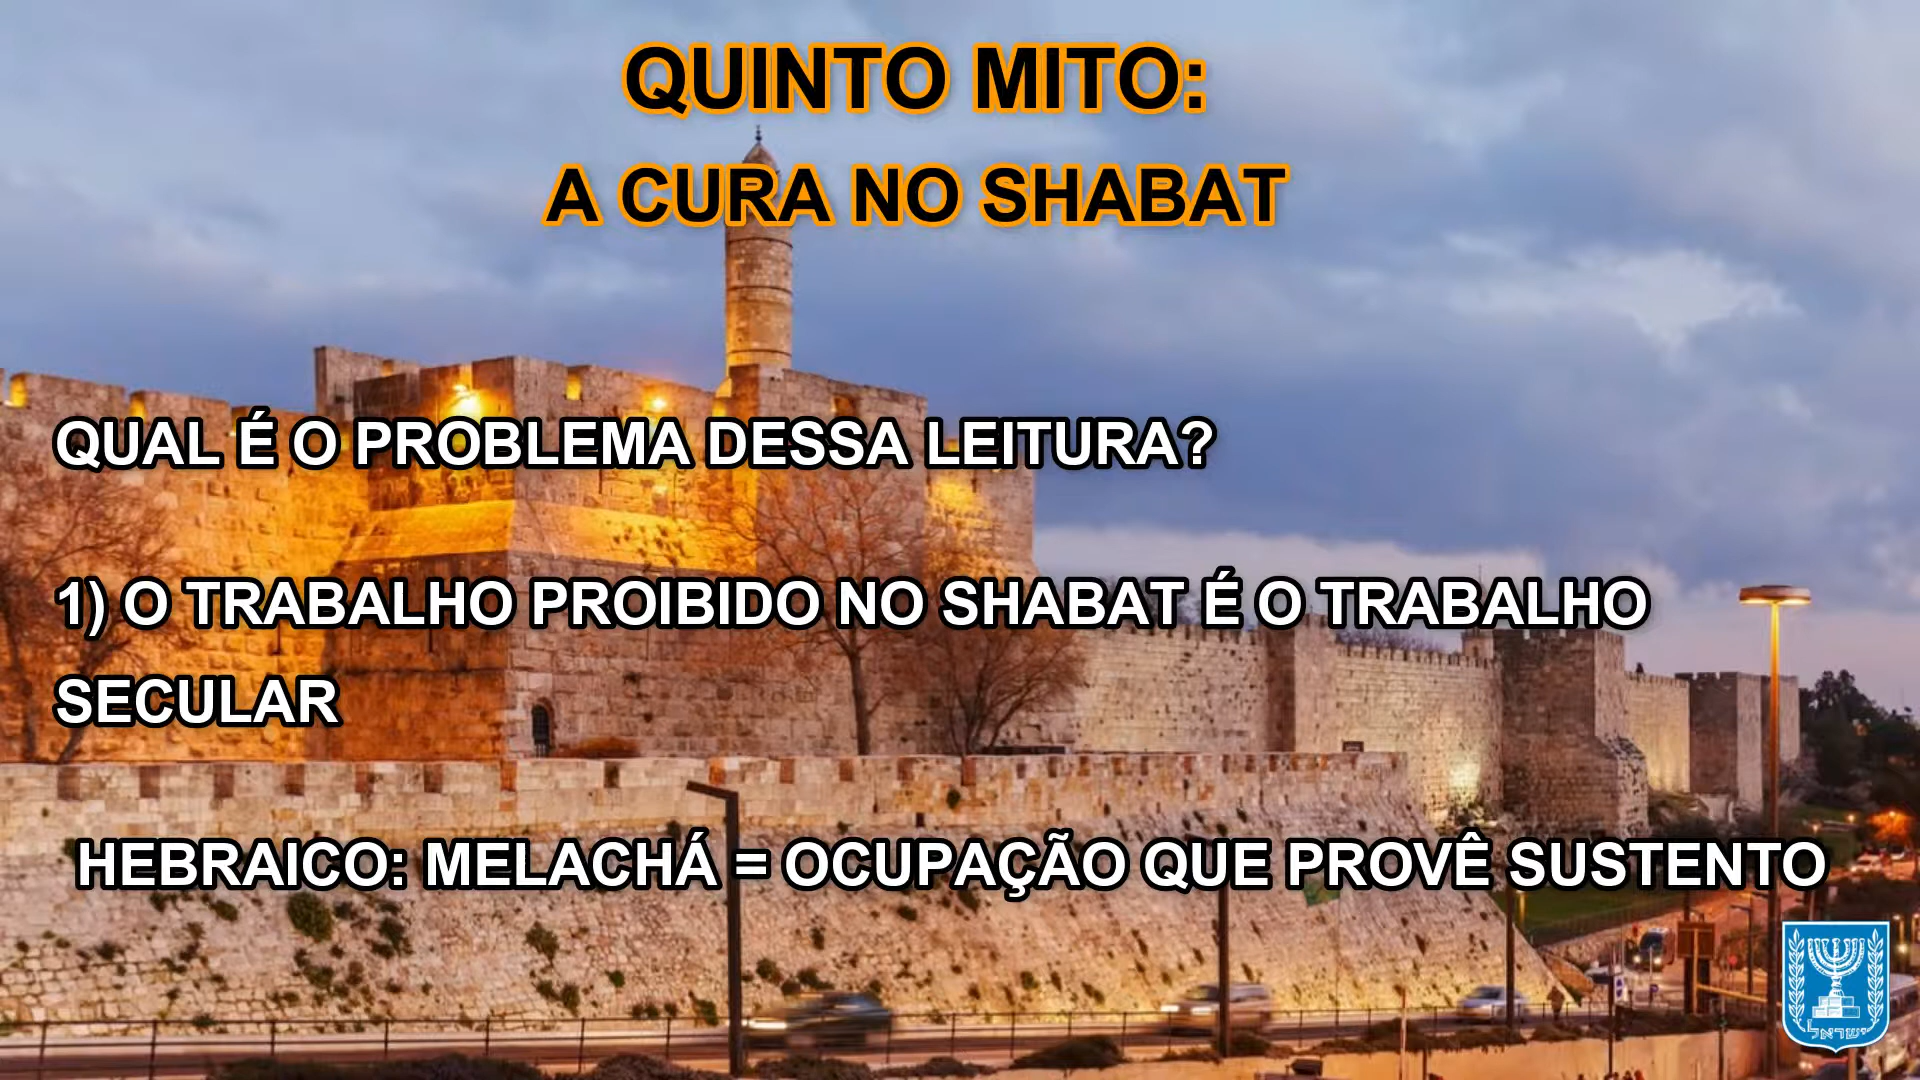 QUINTO MITO:
A CURA NO SHABAT
QUAL É O PROBLEMA DESSA LEITURA?
1) O TRABALHO PROIBIDO NO SHABAT É O TRABALHO
SECULAR
HEBRAICO: MELACHÁ = OCUPAÇÃO QUE PROVÊ SUSTENTO
ישראל